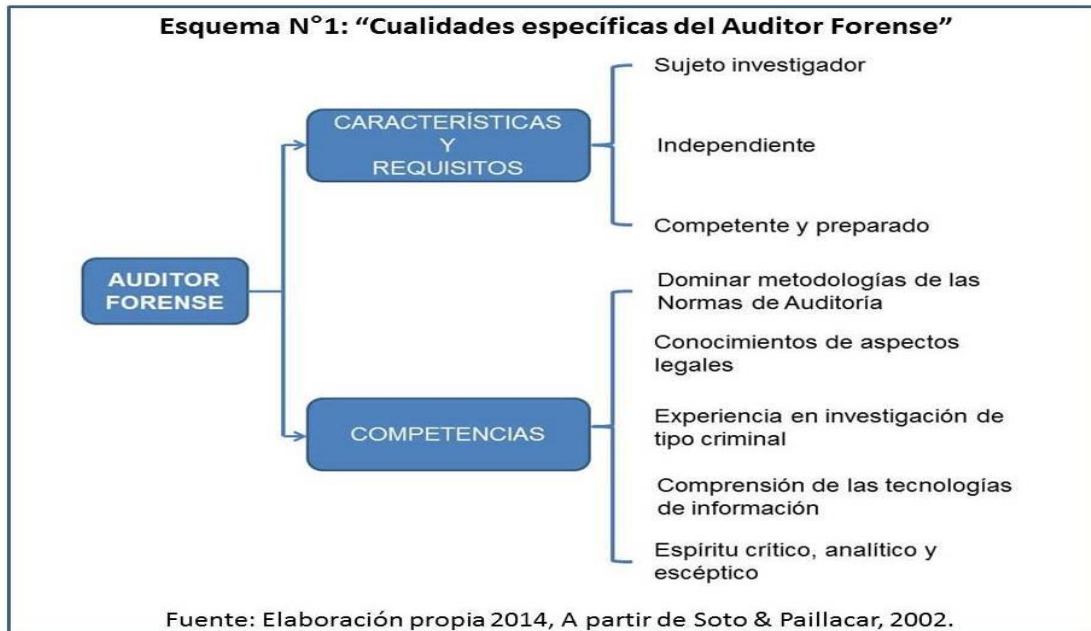 Esquema N°1: “Cualidades específicas del Auditor Forense”
AUDITOR
FORENSE
CARACTERÍSTICAS
Y
REQUISITOS
Sujeto investigador
Independiente
Competente y preparado
COMPETENCIAS
Dominar metodologías de las
Normas de Auditoría
Conocimientos de aspectos
legales
Experiencia en investigación de
tipo criminal
Comprensión de las tecnologías
de información
Espíritu crítico, analítico y
escéptico
Fuente: Elaboración propia 2014, A partir de Soto & Paillacar, 2002.